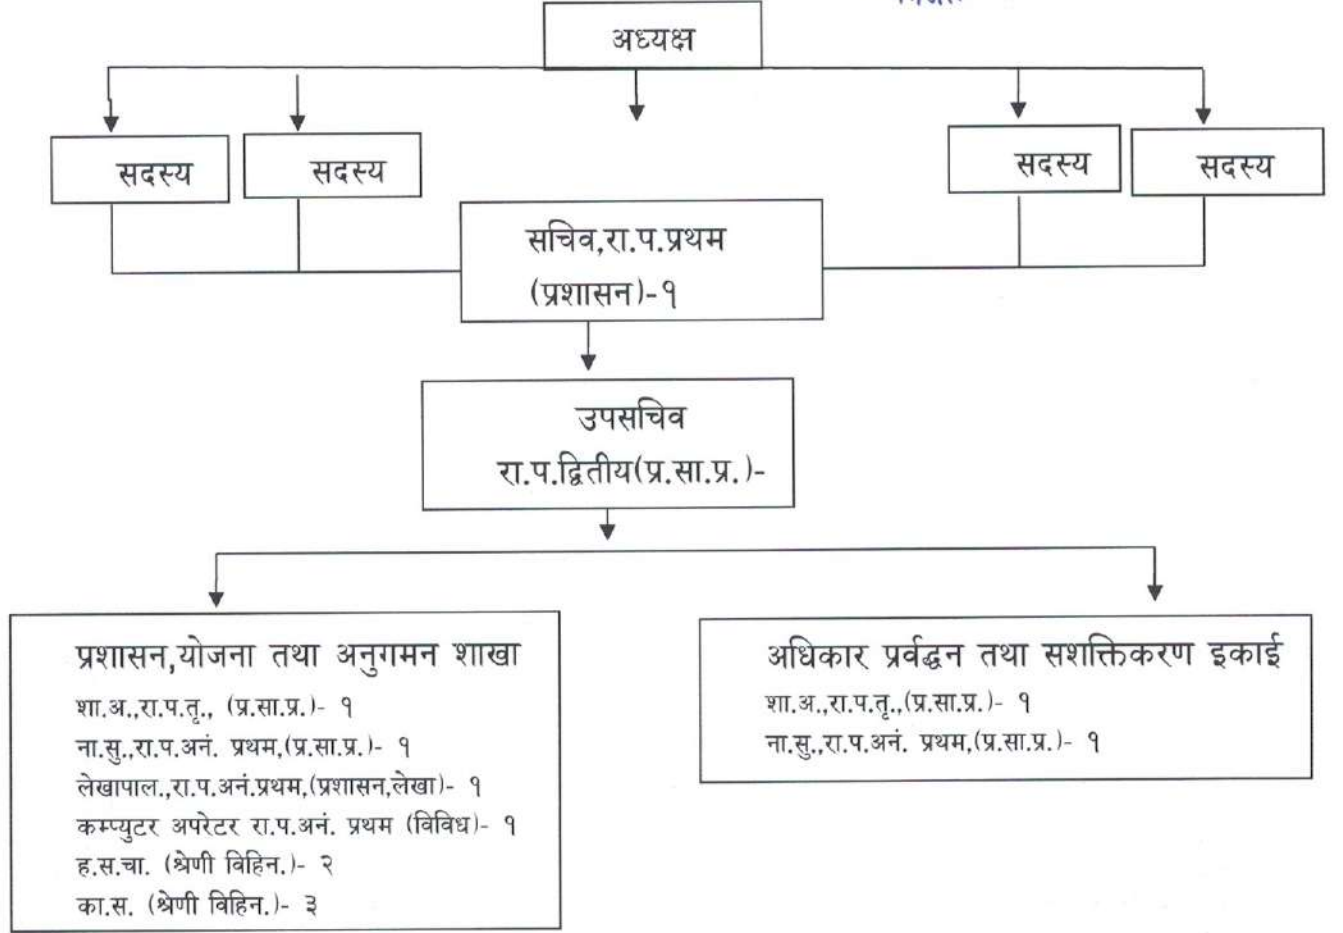 अध्यक्ष
सदस्य
सदस्य
सदस्य
सदस्य
सचिव,रा.प.प्रथम
(प्रशासन)-१
उपसचिव
रा.प.द्वितीय(प्र.सा.प्र.)-
प्रशासन,योजना तथा अनुगमन शाखा
शा.अ.,रा.प.तृ., (प्र.सा.प्र.)- १
ना.सु.,रा.प.अनं. प्रथम,(प्र.सा.प्र.)- १
लेखापाल.,रा.प.अनं.प्रथम,(प्रशासन,लेखा)- १
कम्प्युटर अपरेटर रा.प.अनं. प्रथम (विविध)- १
ह.स.चा. (श्रेणी विहिन.)- २
का.स. (श्रेणी विहिन.)- ३
अधिकार प्रर्वद्धन तथा सशक्तिकरण इकाई
शा.अ.,रा.प.तृ.,(प्र.सा.प्र.)- १
ना.सु.,रा.प.अनं. प्रथम,(प्र.सा.प्र.)- १